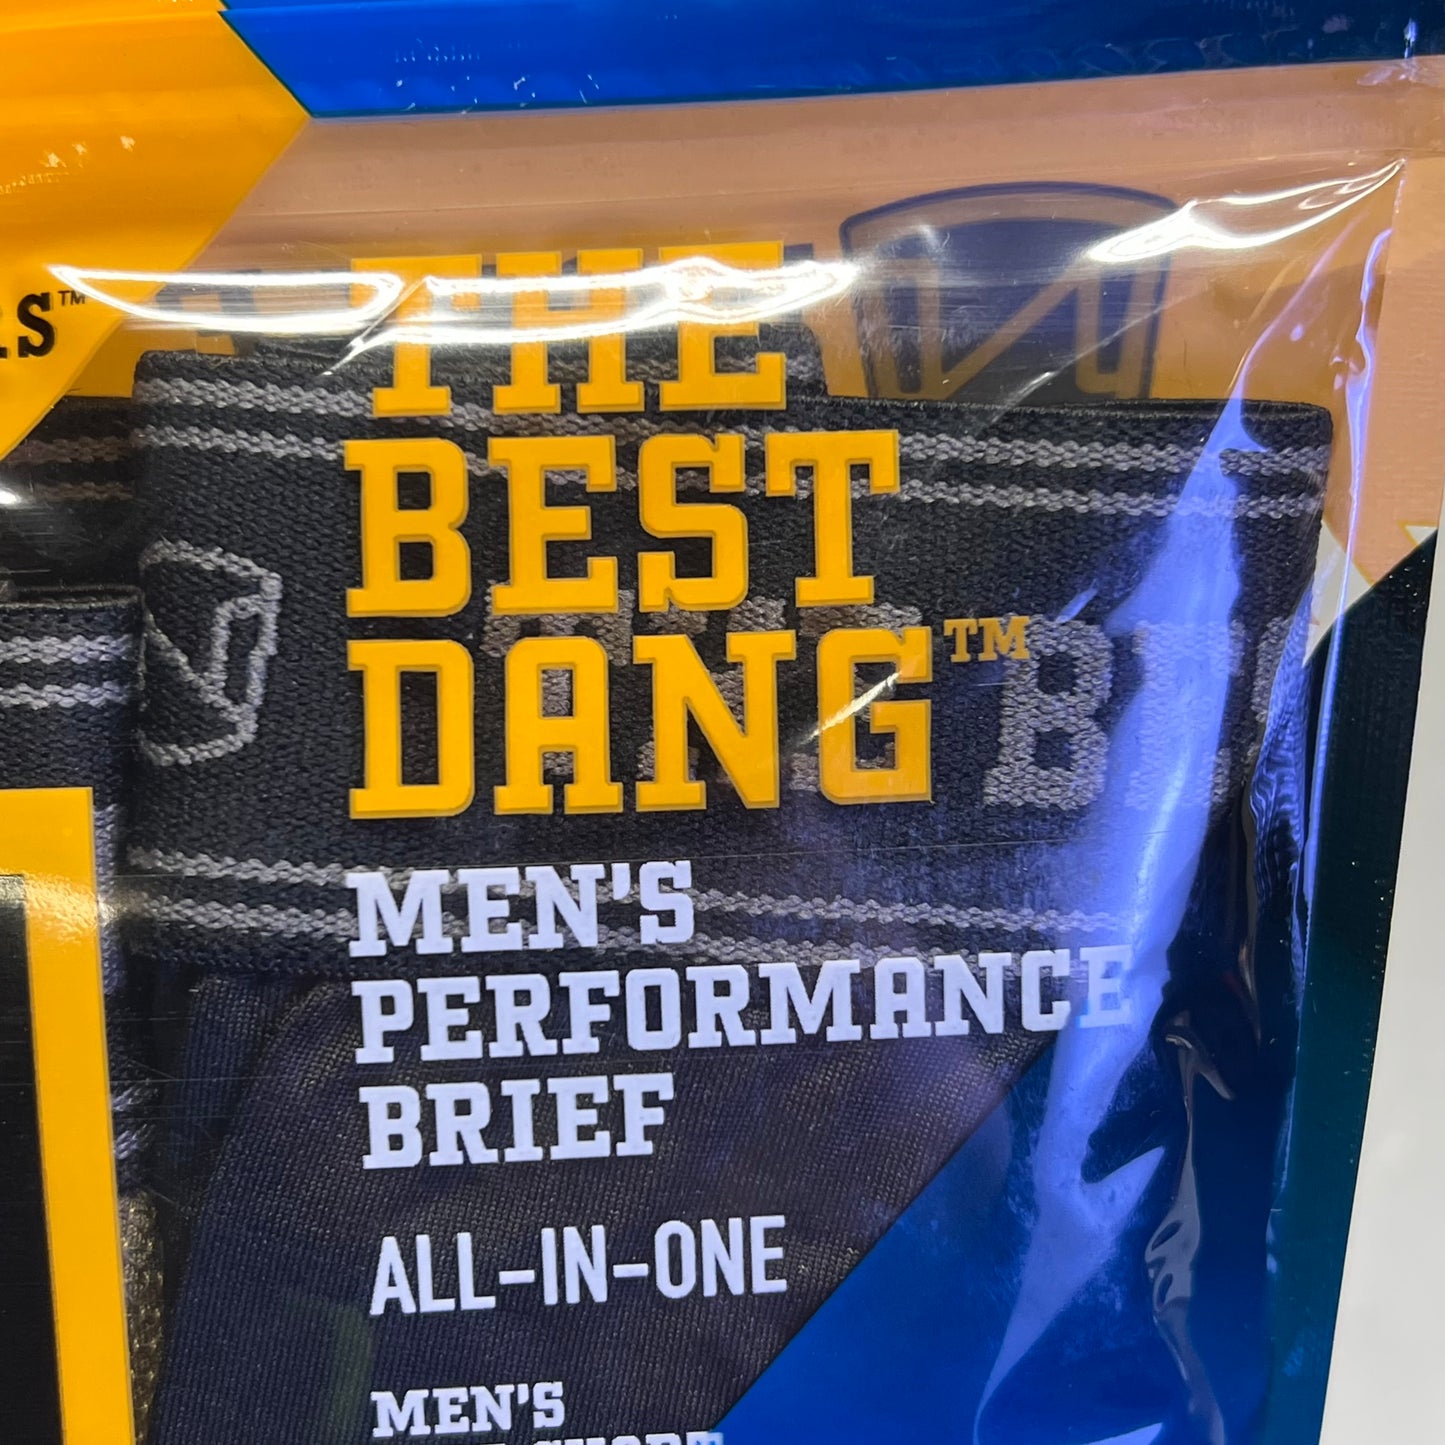 THE
BEST
DANG™
MEN'S
PERFORMANCE
BRIEF
ALL-IN-ONE
MEN'S